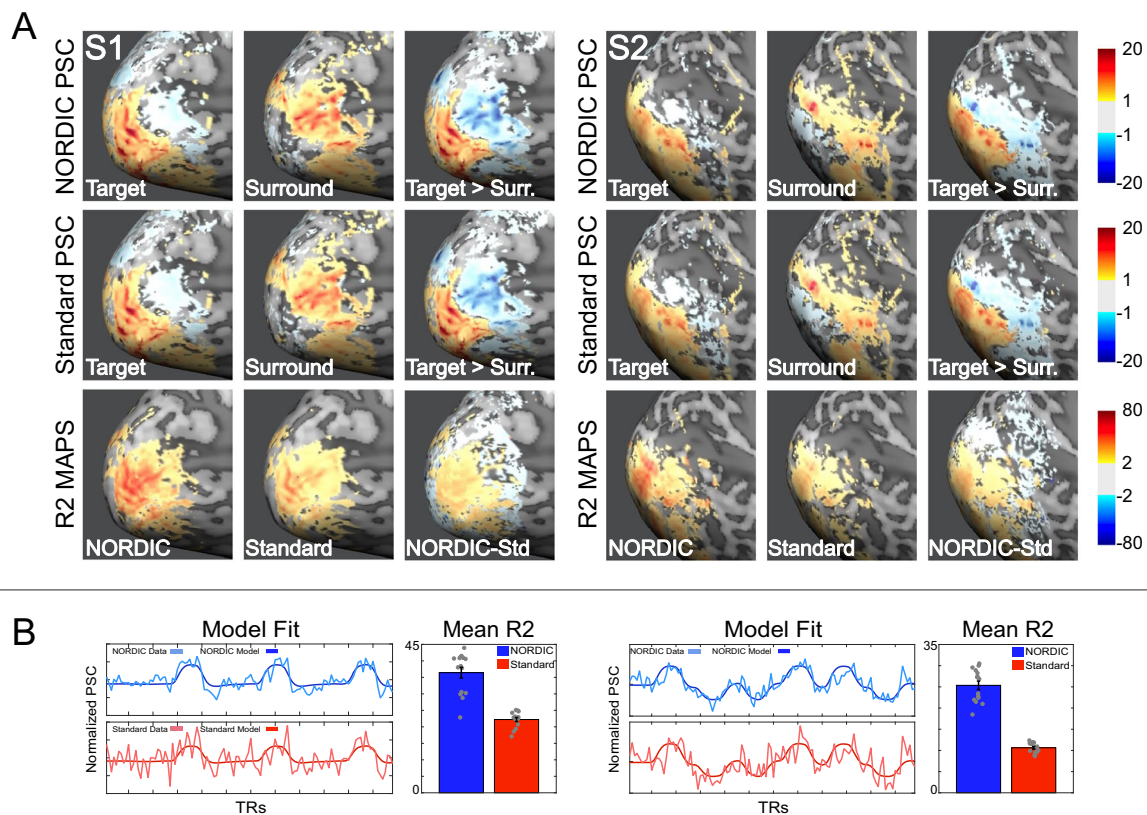 A
S1
S2
NORDIC PSC
Target
Surround
Target > Surr.
NORDIC PSC
Target
Surround
Target > Surr.
20
1
-1
-20
Standard PSC
Target
Surround
Target > Surr.
Standard PSC
Target
Surround
Target > Surr.
20
1
-1
-20
R2 MAPS
NORDIC
Standard
NORDIC-Std
R2 MAPS
NORDIC
Standard
NORDIC-Std
80
2
-2
-80
B
Model Fit
Mean R2
Model Fit
Mean R2
Normalized PSC
NORDIC Data
NORDIC Model
Standard Data
Standard Model
TRs
45
0
NORDIC
Standard
NORDIC Data
NORDIC Model
Standard Data
Standard Model
TRs
35
0
NORDIC
Standard